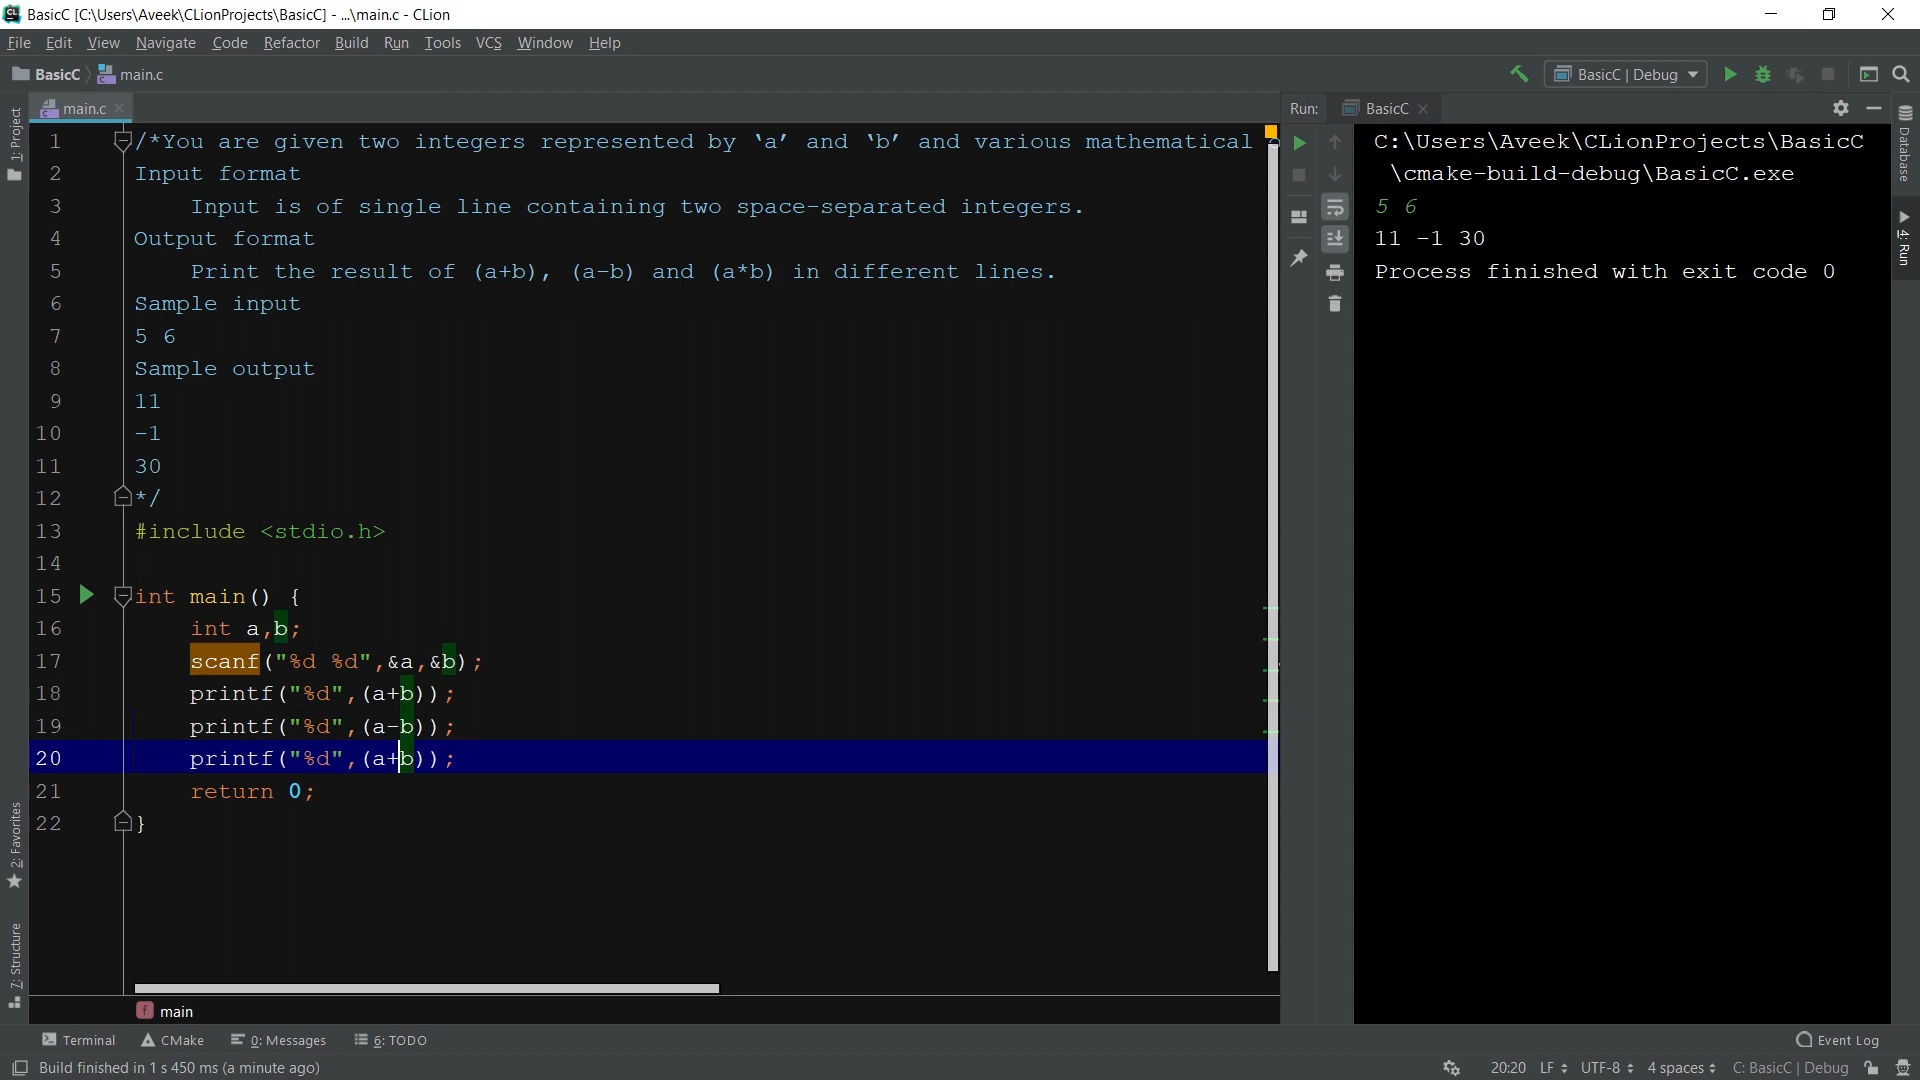 BasicC [C:\Users\Aveek\CLionProjects\BasicC] - ...\main.c - CLion
File Edit View Navigate Code Refactor Build Run Tools VCS Window Help
BasicC main.c BasicC | Debug
1: Project
main.c
Run: BasicC
Database
4: Run
1 /*You are given two integers represented by ‘a’ and ‘b’ and various mathematical
2 Input format
3 Input is of single line containing two space-separated integers.
4 Output format
5 Print the result of (a+b), (a-b) and (a*b) in different lines.
6 Sample input
7 5 6
8 Sample output
9 11
10 -1
11 30
12 */
13 #include <stdio.h>
14
15 int main() {
16 int a,b;
17 scanf("%d %d",&a,&b);
18 printf("%d",(a+b));
19 printf("%d",(a-b));
20 printf("%d",(a+b));
21 return 0;
22 }
C:\Users\Aveek\CLionProjects\BasicC
\cmake-build-debug\BasicC.exe
5 6
11 -1 30
Process finished with exit code 0
2: Favorites
7: Structure
f main
Terminal CMake 0: Messages 6: TODO Event Log
Build finished in 1 s 450 ms (a minute ago) 20:20 LF UTF-8 4 spaces C: BasicC | Debug